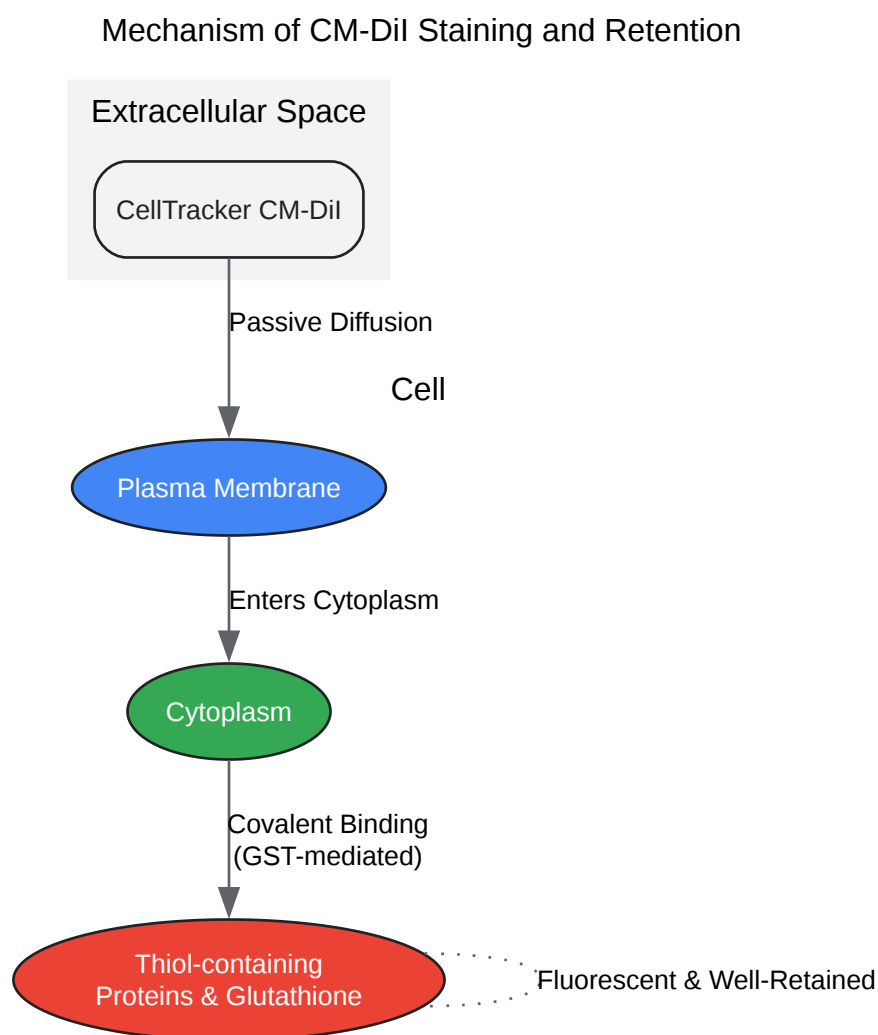 Mechanism of CM-DiI Staining and Retention
Extracellular Space
CellTracker CM-DiI
Passive Diffusion
Cell
Plasma Membrane
Enters Cytoplasm
Cytoplasm
Covalent Binding
(GST-mediated)
Thiol-containing
Proteins & Glutathione
Fluorescent & Well-Retained